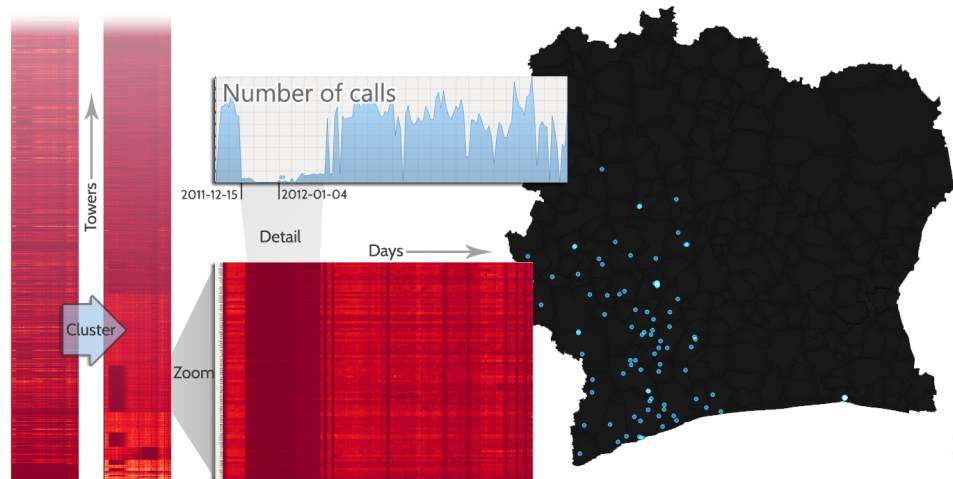 Number of calls
2011-12-15
2012-01-04
Towers
Detail
Days
Cluster
Zoom